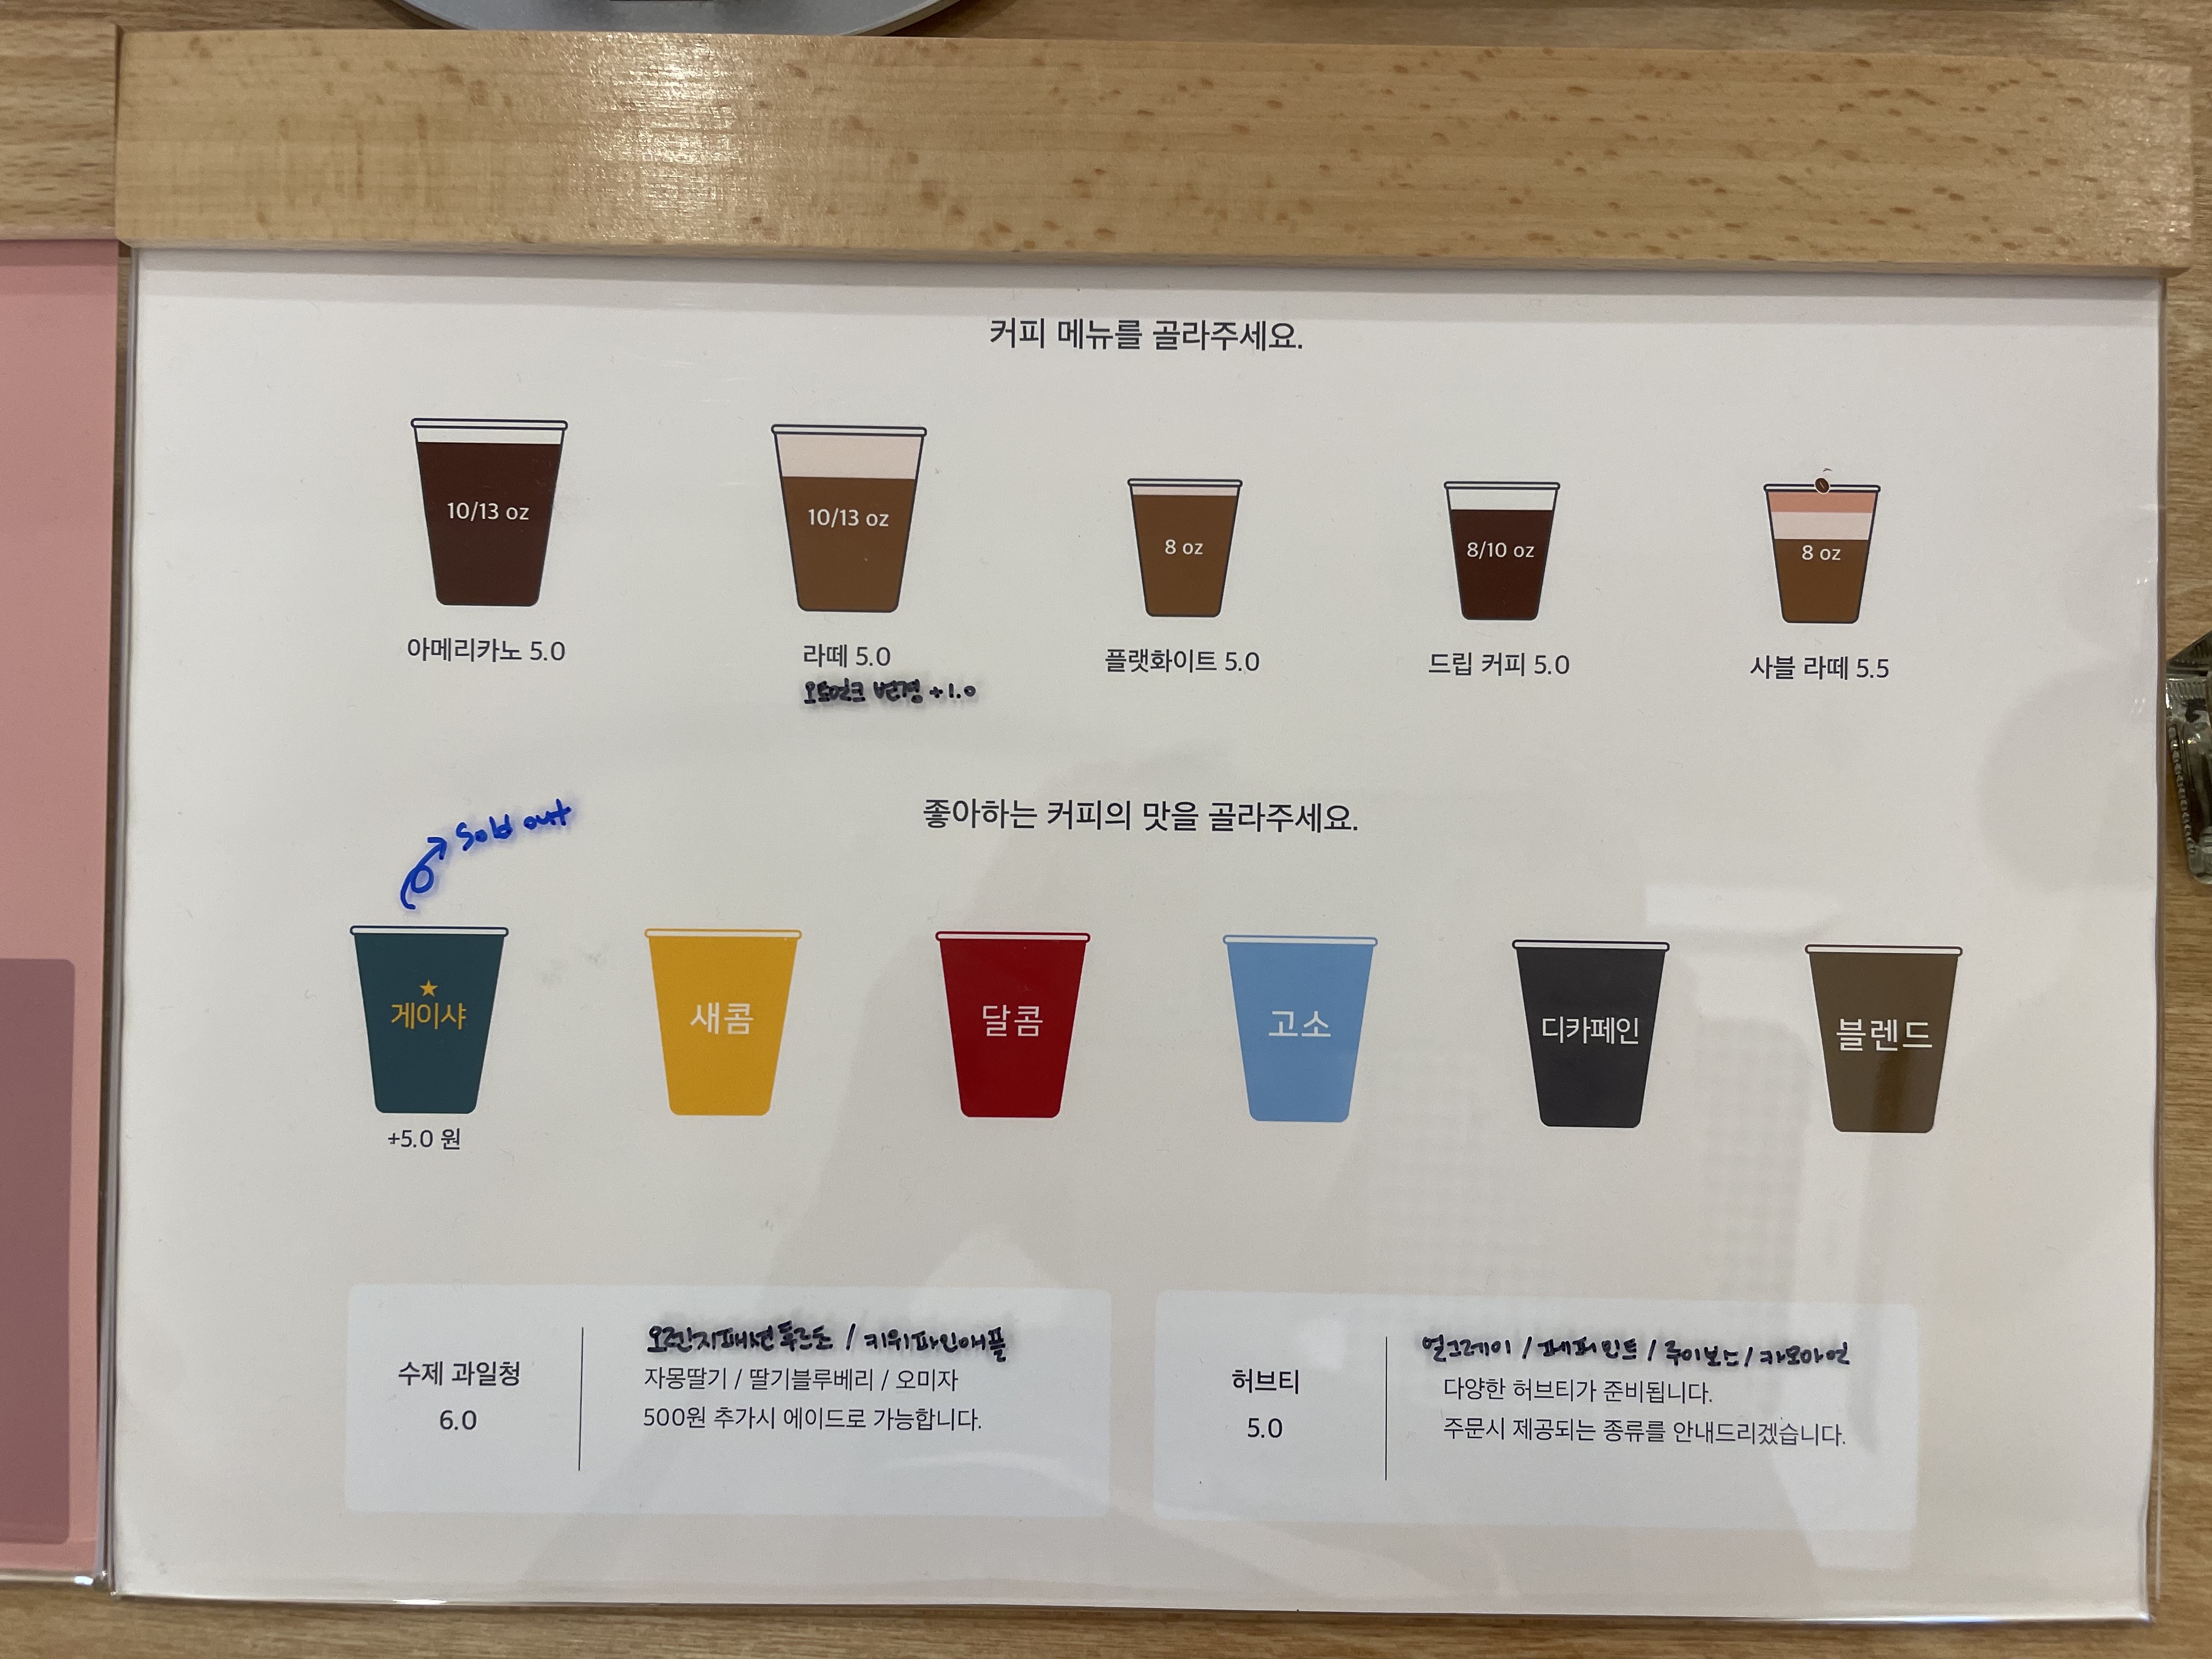 커피 메뉴를 골라주세요.
10/13 oz
10/13 oz
8 oz
8/10 oz
8 oz
아메리카노 5.0
라떼 5.0
플랫화이트 5.0
드립 커피 5.0
사블 라떼 5.5
오트밀크 변경 +1.0
좋아하는 커피의 맛을 골라주세요.
Sold out
게이샤
새콤
달콤
고소
디카페인
블렌드
+5.0 원
수제 과일청
6.0
오렌지패션후르츠 / 키위파인애플
자몽딸기 / 딸기블루베리 / 오미자
500원 추가시 에이드로 가능합니다.
허브티
5.0
얼그레이 / 페퍼민트 / 루이보스 / 카모마일
다양한 허브티가 준비됩니다.
주문시 제공되는 종류를 안내드리겠습니다.